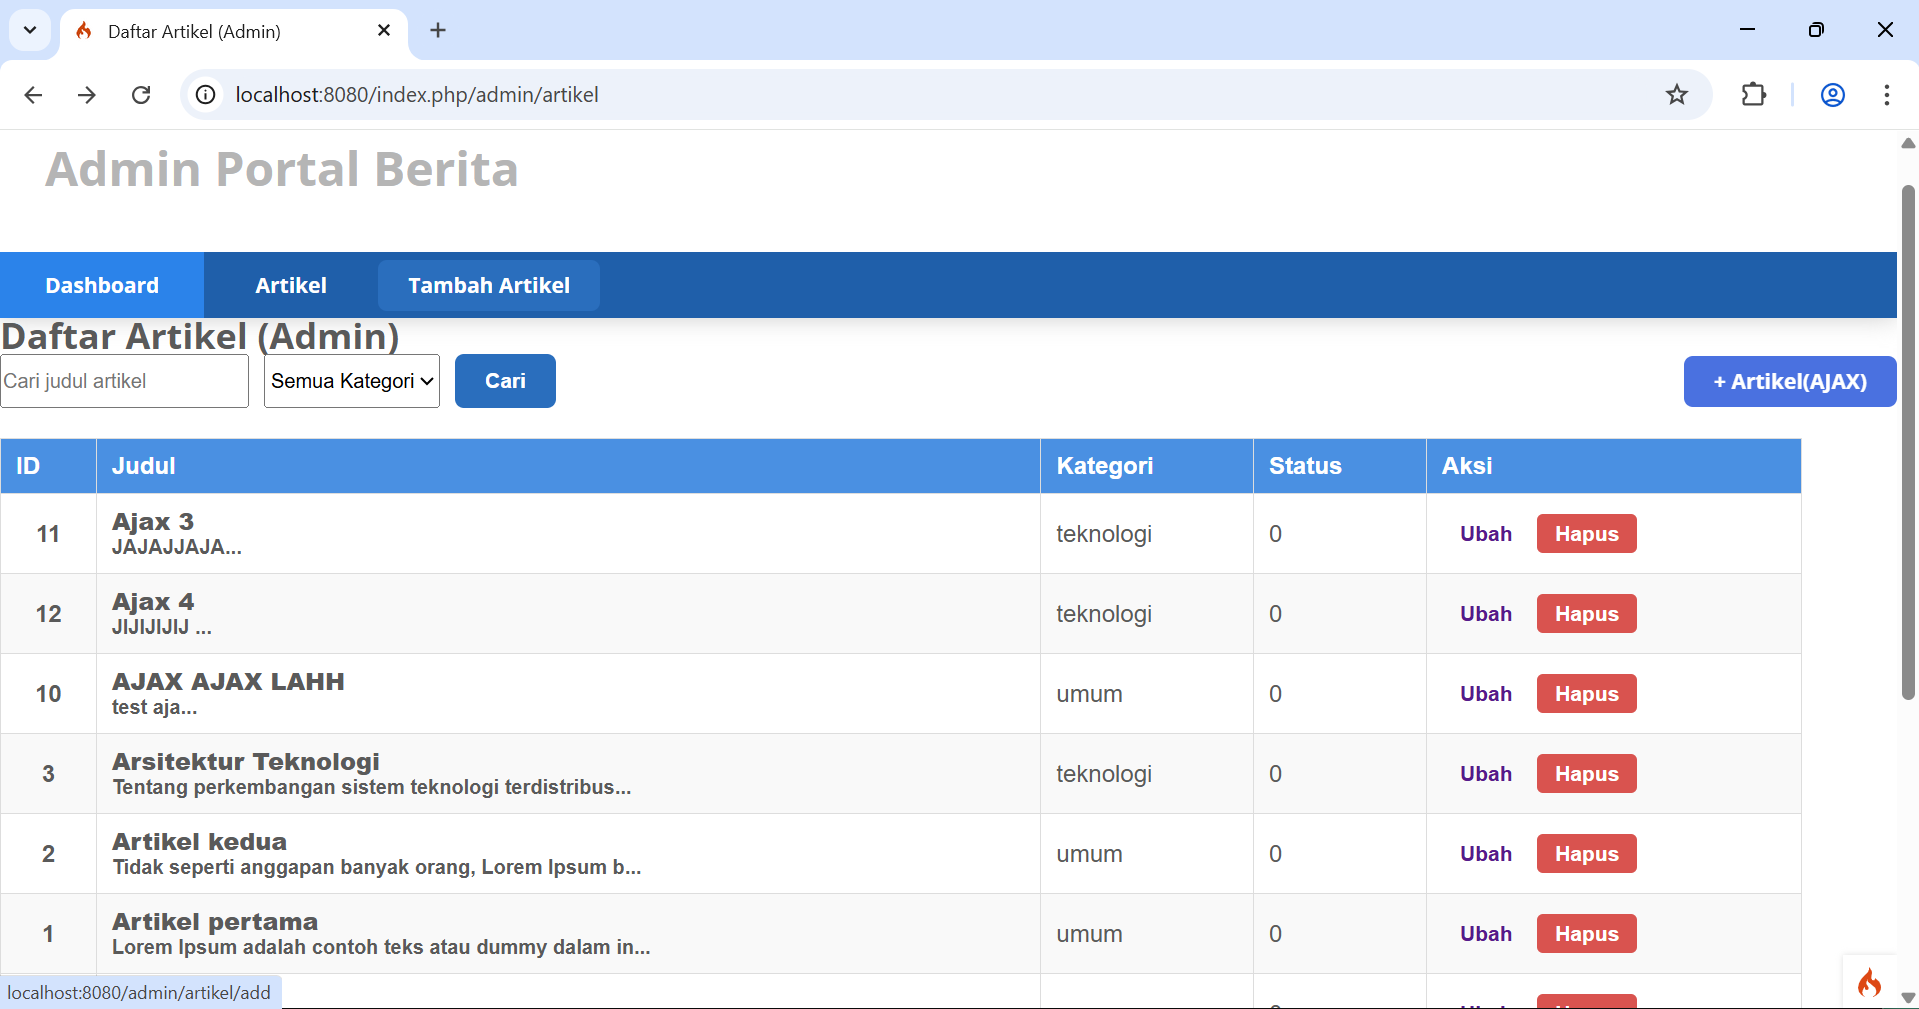 Daftar Artikel (Admin)
localhost:8080/index.php/admin/artikel
Admin Portal Berita
Dashboard Artikel Tambah Artikel
Daftar Artikel (Admin)
Cari judul artikel Semua Kategori Cari + Artikel(AJAX)
ID Judul Kategori Status Aksi
11 Ajax 3 teknologi 0 Ubah Hapus
JAJAJJAJA...
12 Ajax 4 teknologi 0 Ubah Hapus
JIJIJIJIJ ...
10 AJAX AJAX LAHH umum 0 Ubah Hapus
test aja...
3 Arsitektur Teknologi teknologi 0 Ubah Hapus
Tentang perkembangan sistem teknologi terdistribus...
2 Artikel kedua umum 0 Ubah Hapus
Tidak seperti anggapan banyak orang, Lorem Ipsum b...
1 Artikel pertama umum 0 Ubah Hapus
Lorem Ipsum adalah contoh teks atau dummy dalam in...
localhost:8080/admin/artikel/add